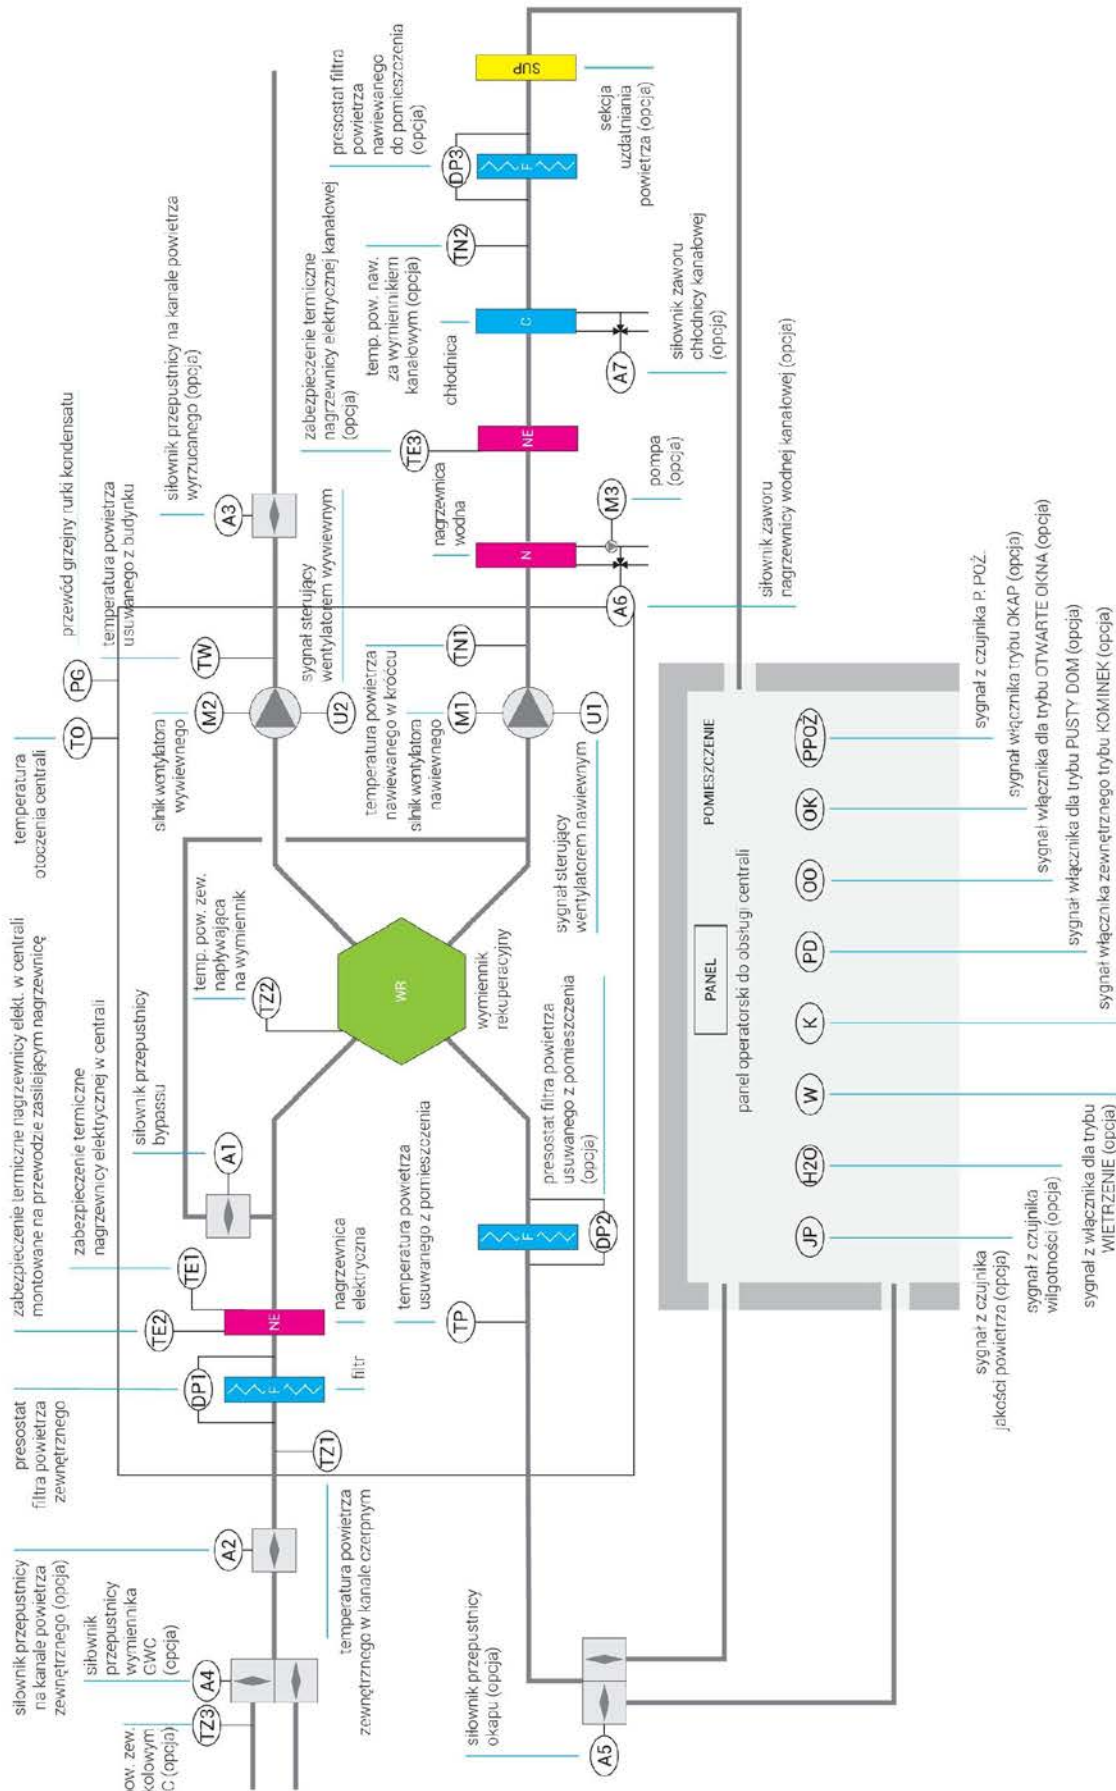 siłownik przepustnicy
na kanale powietrza
zewnętrznego (opcja)
siłownik
przepustnicy
wymiennika
GWC
(opcja)
pow. zew.
C (opcja)
TZ3
A4
A2
presostat
filtra powietrza
zewnętrznego
DP1
F
filtr
TZ1
temperatura powietrza
zewnętrznego w kanale czerpnym
zabezpieczenie termiczne nagrzewnicy elekt. w centrali
montowane na przewodzie zasilającym nagrzewnicę
zabezpieczenie termiczne
nagrzewnicy elektrycznej w centrali
TE2
TE1
NE
nagrzewnica
elektryczna
siłownik przepustnicy
bypassu
A1
temp. pow. zew.
napływająca
na wymiennik
TZ2
WR
wymiennik
rekuperacyjny
temperatura
otoczenia centrali
TO
PG
przewód grzejny rurki kondensatu
temperatura powietrza
usuwanego z budynku
TW
silnik wentylatora
wywiewnego
M2
U2
sygnał sterujący
wentylatorem wywiewnym
siłownik przepustnicy na kanale powietrza
wyrzucanego (opcja)
A3
temperatura powietrza
nawiewanego w króćcu
silnik wentylatora
nawiewnego
M1
TN1
U1
sygnał sterujący
wentylatorem nawiewnym
nagrzewnica
wodna
N
A6
M3
pompa
(opcja)
siłownik zaworu
nagrzewnicy wodnej kanałowej (opcja)
zabezpieczenie termiczne
nagrzewnicy elektrycznej kanałowej
(opcja)
TE3
NE
chłodnica
C
A7
siłownik zaworu
chłodnicy kanałowej
(opcja)
temp. pow. naw.
za wymiennikiem
kanałowym (opcja)
TN2
presostat filtra
powietrza
nawiewanego
do pomieszczenia
(opcja)
DP3
F
SUP
sekcja
uzdatniania
powietrza (opcja)
temperatura powietrza
usuwanego z pomieszczenia
TP
F
DP2
presostat filtra powietrza
usuwanego z pomieszczenia
(opcja)
siłownik przepustnicy
okapu (opcja)
A5
POMIESZCZENIE
PANEL
panel operatorski do obsługi centrali
JP
H2O
W
K
PD
OO
OK
PPOZ
sygnał z czujnika
jakości powietrza (opcja)
sygnał z czujnika
wilgotności (opcja)
sygnał z włącznika dla trybu
WIETRZENIE (opcja)
sygnał włącznika zewnętrznego trybu KOMINEK (opcja)
sygnał włącznika dla trybu PUSTY DOM (opcja)
sygnał włącznika dla trybu OTWARTE OKNA (opcja)
sygnał włącznika trybu OKAP (opcja)
sygnał z czujnika P. POŻ.